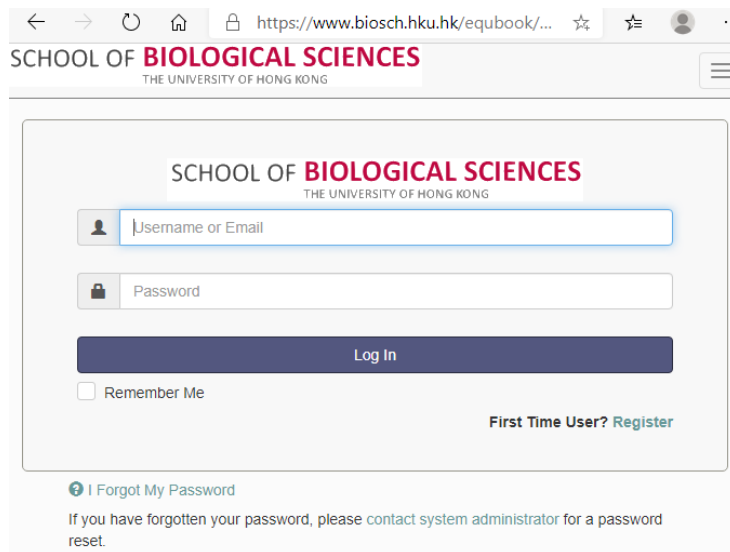 https://www.biosch.hku.hk/equbook/...
SCHOOL OF BIOLOGICAL SCIENCES
THE UNIVERSITY OF HONG KONG
SCHOOL OF BIOLOGICAL SCIENCES
THE UNIVERSITY OF HONG KONG
Username or Email
Password
Log In
Remember Me
First Time User? Register
I Forgot My Password
If you have forgotten your password, please contact system administrator for a password
reset.